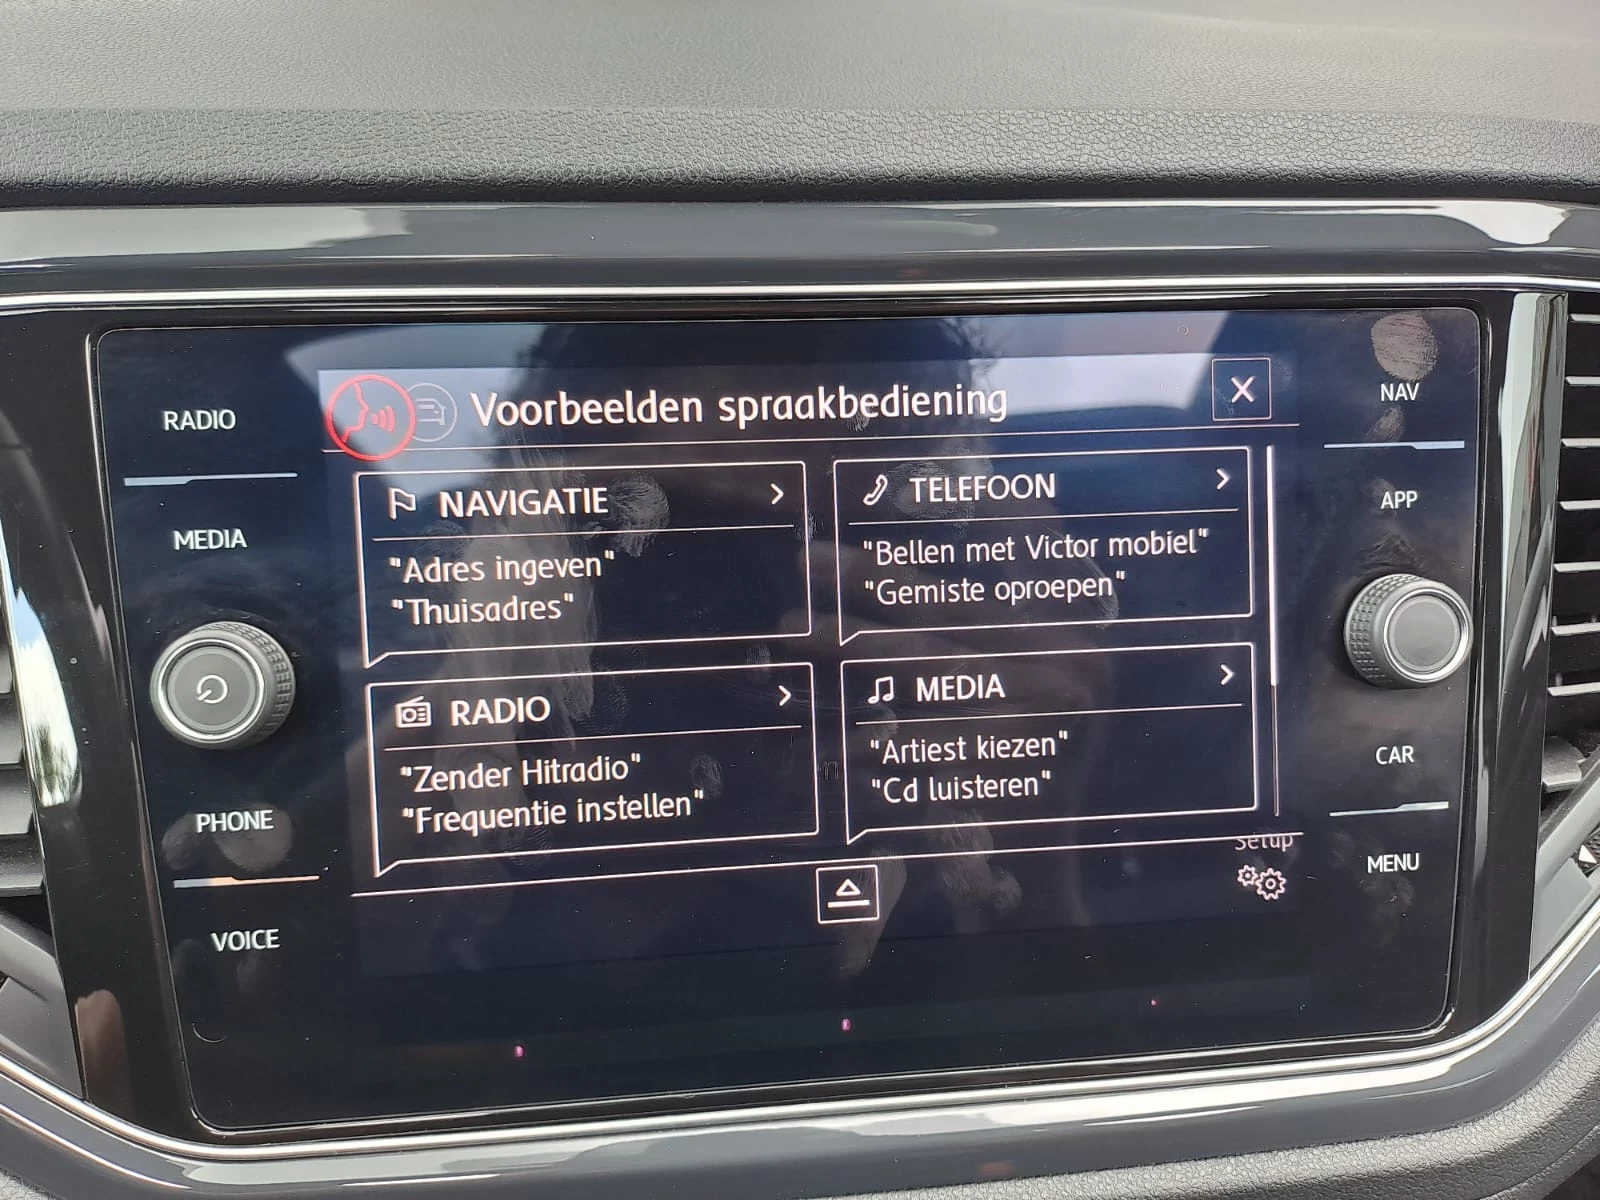 Voorbeelden spraakbediening
X
RADIO
MEDIA
PHONE
VOICE
NAVIGATIE
"Adres ingeven"
"Thuisadres"
TELEFOON
"Bellen met Victor mobiel"
"Gemiste oproepen"
RADIO
"Zender Hitradio"
"Frequentie instellen"
MEDIA
"Artiest kiezen"
"Cd luisteren"
Setup
NAV
APP
CAR
MENU